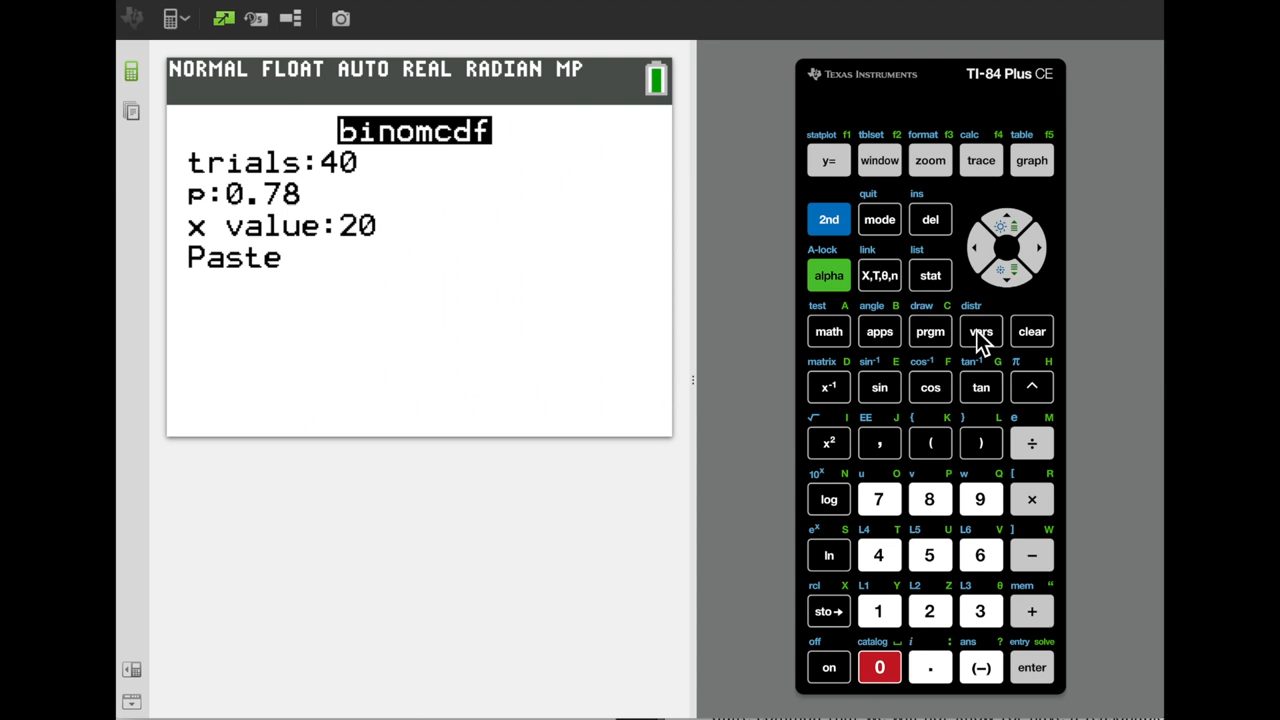 NORMAL FLOAT AUTO REAL RADIAN MP
binomcdf
trials:40
p:0.78
x value:20
Paste
TEXAS INSTRUMENTS TI-84 Plus CE
statplot f1 tblset f2 format f3 calc f4 table f5
y= window zoom trace graph
quit ins
2nd mode del
A-lock link list
alpha X,T,θ,n stat
test A angle B draw C distr
math apps prgm vars clear
matrix D sin⁻¹ E cos⁻¹ F tan⁻¹ G π H
x⁻¹ sin cos tan ^
√ I EE J { K } L e M
x² , ( ) ÷
10ˣ N u O v P w Q [ R
log 7 8 9 ×
eˣ S L4 T L5 U L6 V ] W
ln 4 5 6 −
rcl X L1 Y L2 Z L3 θ mem “
sto→ 1 2 3 +
off catalog i : ans ? entry solve
on 0 . (−) enter